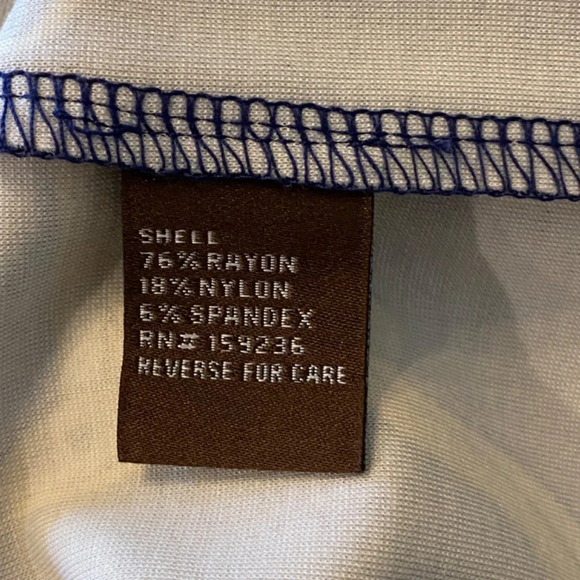 SHELL
76% RAYON
18% NYLON
6% SPANDEX
RN# 159236
REVERSE FOR CARE